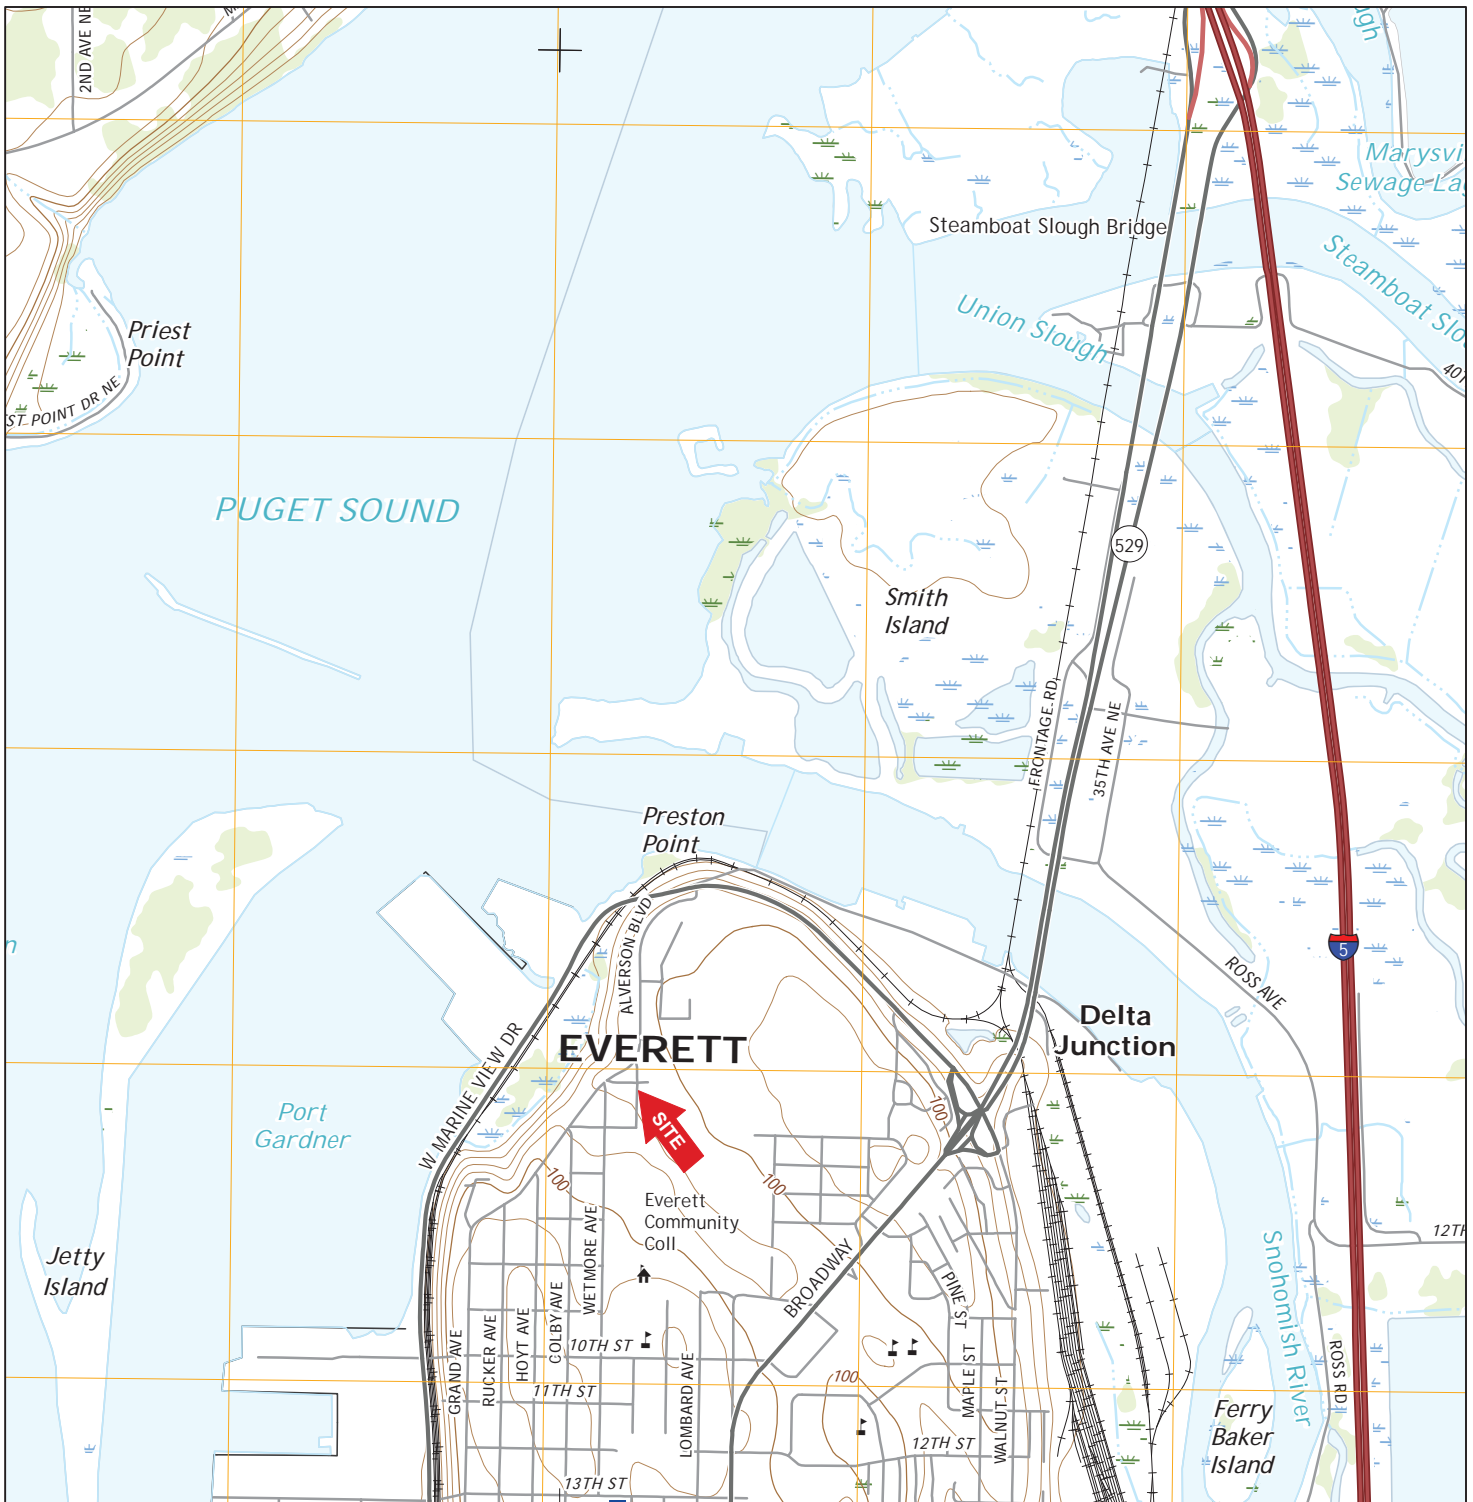 2ND AVE NE
Marysvi
Sewage Lag
Steamboat Slough Bridge
Steamboat Slo
Union Slough
Priest
Point
ST POINT DR NE
40T
PUGET SOUND
529
Smith
Island
FRONTAGE RD
35TH AVE NE
Preston
Point
ALVERSON BLVD
5
ROSS AVE
Delta
Junction
EVERETT
W MARINE VIEW DR
Port
Gardner
SITE
100
100
100
Everett
Community
Coll
Jetty
Island
12TH
WETMORE AVE
BROADWAY
PINE ST
Snohomish River
GRAND AVE
RUCKER AVE
HOYT AVE
COLBY AVE
10TH ST
LOMBARD AVE
11TH ST
100
MAPLE ST
WALNUT ST
ROSS RD
12TH ST
13TH ST
Ferry
Baker
Island